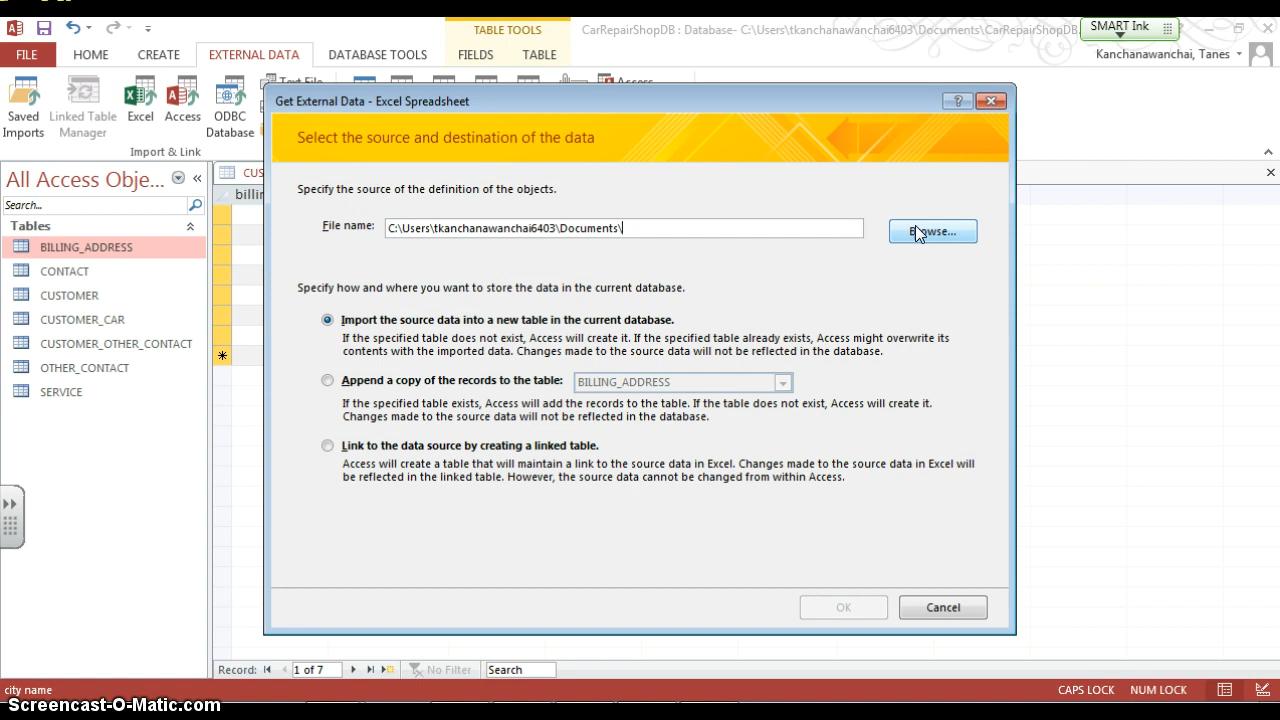 TABLE TOOLS
CarRepairShopDB : Database- C:\Users\tkanchanawanchai6403\Documents\CarRepairShopDB.
SMART Ink
FILE
HOME
CREATE
EXTERNAL DATA
DATABASE TOOLS
FIELDS
TABLE
Kanchanawanchai, Tanes
Text File
Access
Saved Imports
Linked Table Manager
Excel
Access
ODBC Database
Import & Link
Get External Data - Excel Spreadsheet
Select the source and destination of the data
Specify the source of the definition of the objects.
File name:
C:\Users\tkanchanawanchai6403\Documents\
Browse...
Specify how and where you want to store the data in the current database.
Import the source data into a new table in the current database.
If the specified table does not exist, Access will create it. If the specified table already exists, Access might overwrite its
contents with the imported data. Changes made to the source data will not be reflected in the database.
Append a copy of the records to the table:
BILLING_ADDRESS
If the specified table exists, Access will add the records to the table. If the table does not exist, Access will create it.
Changes made to the source data will not be reflected in the database.
Link to the data source by creating a linked table.
Access will create a table that will maintain a link to the source data in Excel. Changes made to the source data in Excel will
be reflected in the linked table. However, the source data cannot be changed from within Access.
OK
Cancel
All Access Obje...
Search...
Tables
BILLING_ADDRESS
CONTACT
CUSTOMER
CUSTOMER_CAR
CUSTOMER_OTHER_CONTACT
OTHER_CONTACT
SERVICE
CUS
billin
Record:
1 of 7
No Filter
Search
city name
CAPS LOCK
NUM LOCK
Screencast-O-Matic.com